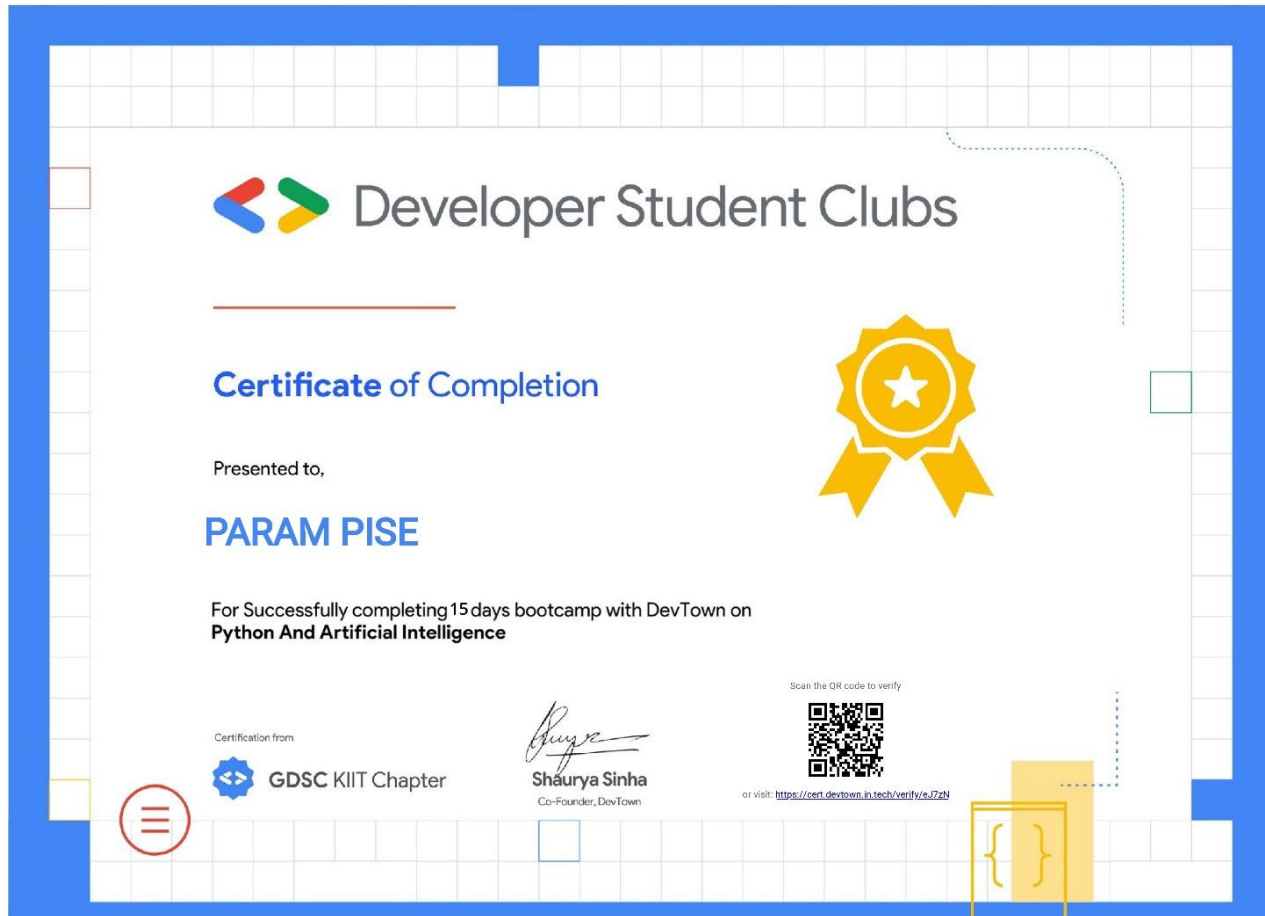 Developer Student Clubs
Certificate of Completion
Presented to,
PARAM PISE
For Successfully completing 15 days bootcamp with DevTown on
Python And Artificial Intelligence
Scan the QR code to verify
Certification from
GDSC KIIT Chapter
Shaurya Sinha
Co-Founder, DevTown
or visit: https://cert.devtown.in.tech/verify/eJ7zN